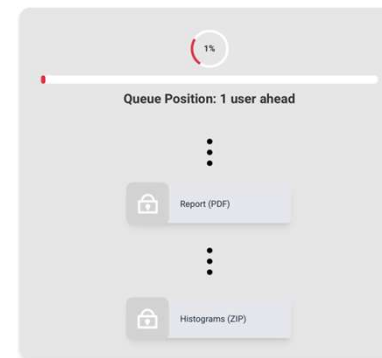 1%
Queue Position: 1 user ahead
Report (PDF)
Histograms (ZIP)